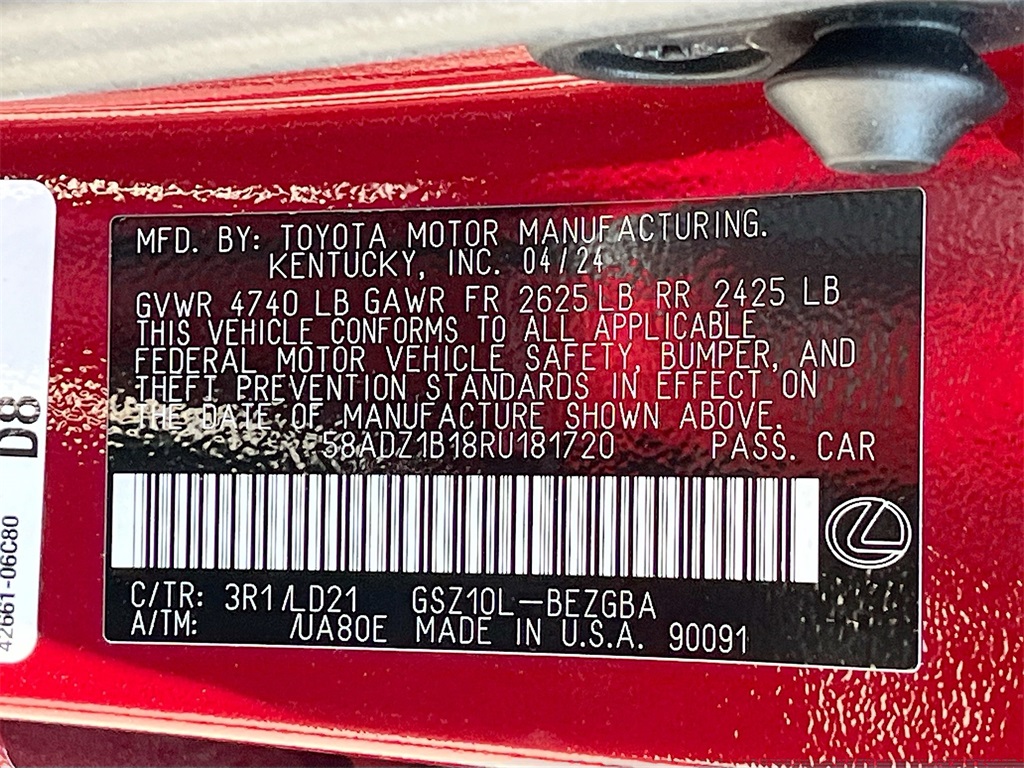 MFD. BY: TOYOTA MOTOR MANUFACTURING.
KENTUCKY, INC. 04/24
GVWR 4740 LB GAWR FR 2625 LB RR 2425 LB
THIS VEHICLE CONFORMS TO ALL APPLICABLE
FEDERAL MOTOR VEHICLE SAFETY, BUMPER, AND
THEFT PREVENTION STANDARDS IN EFFECT ON
THE DATE OF MANUFACTURE SHOWN ABOVE.
58ADZ1B18RU181720 PASS. CAR
C/TR: 3R1/LD21 GSZ10L-BEZGBA
A/TM: /UA80E MADE IN U.S.A. 90091
D8
42661-06C80